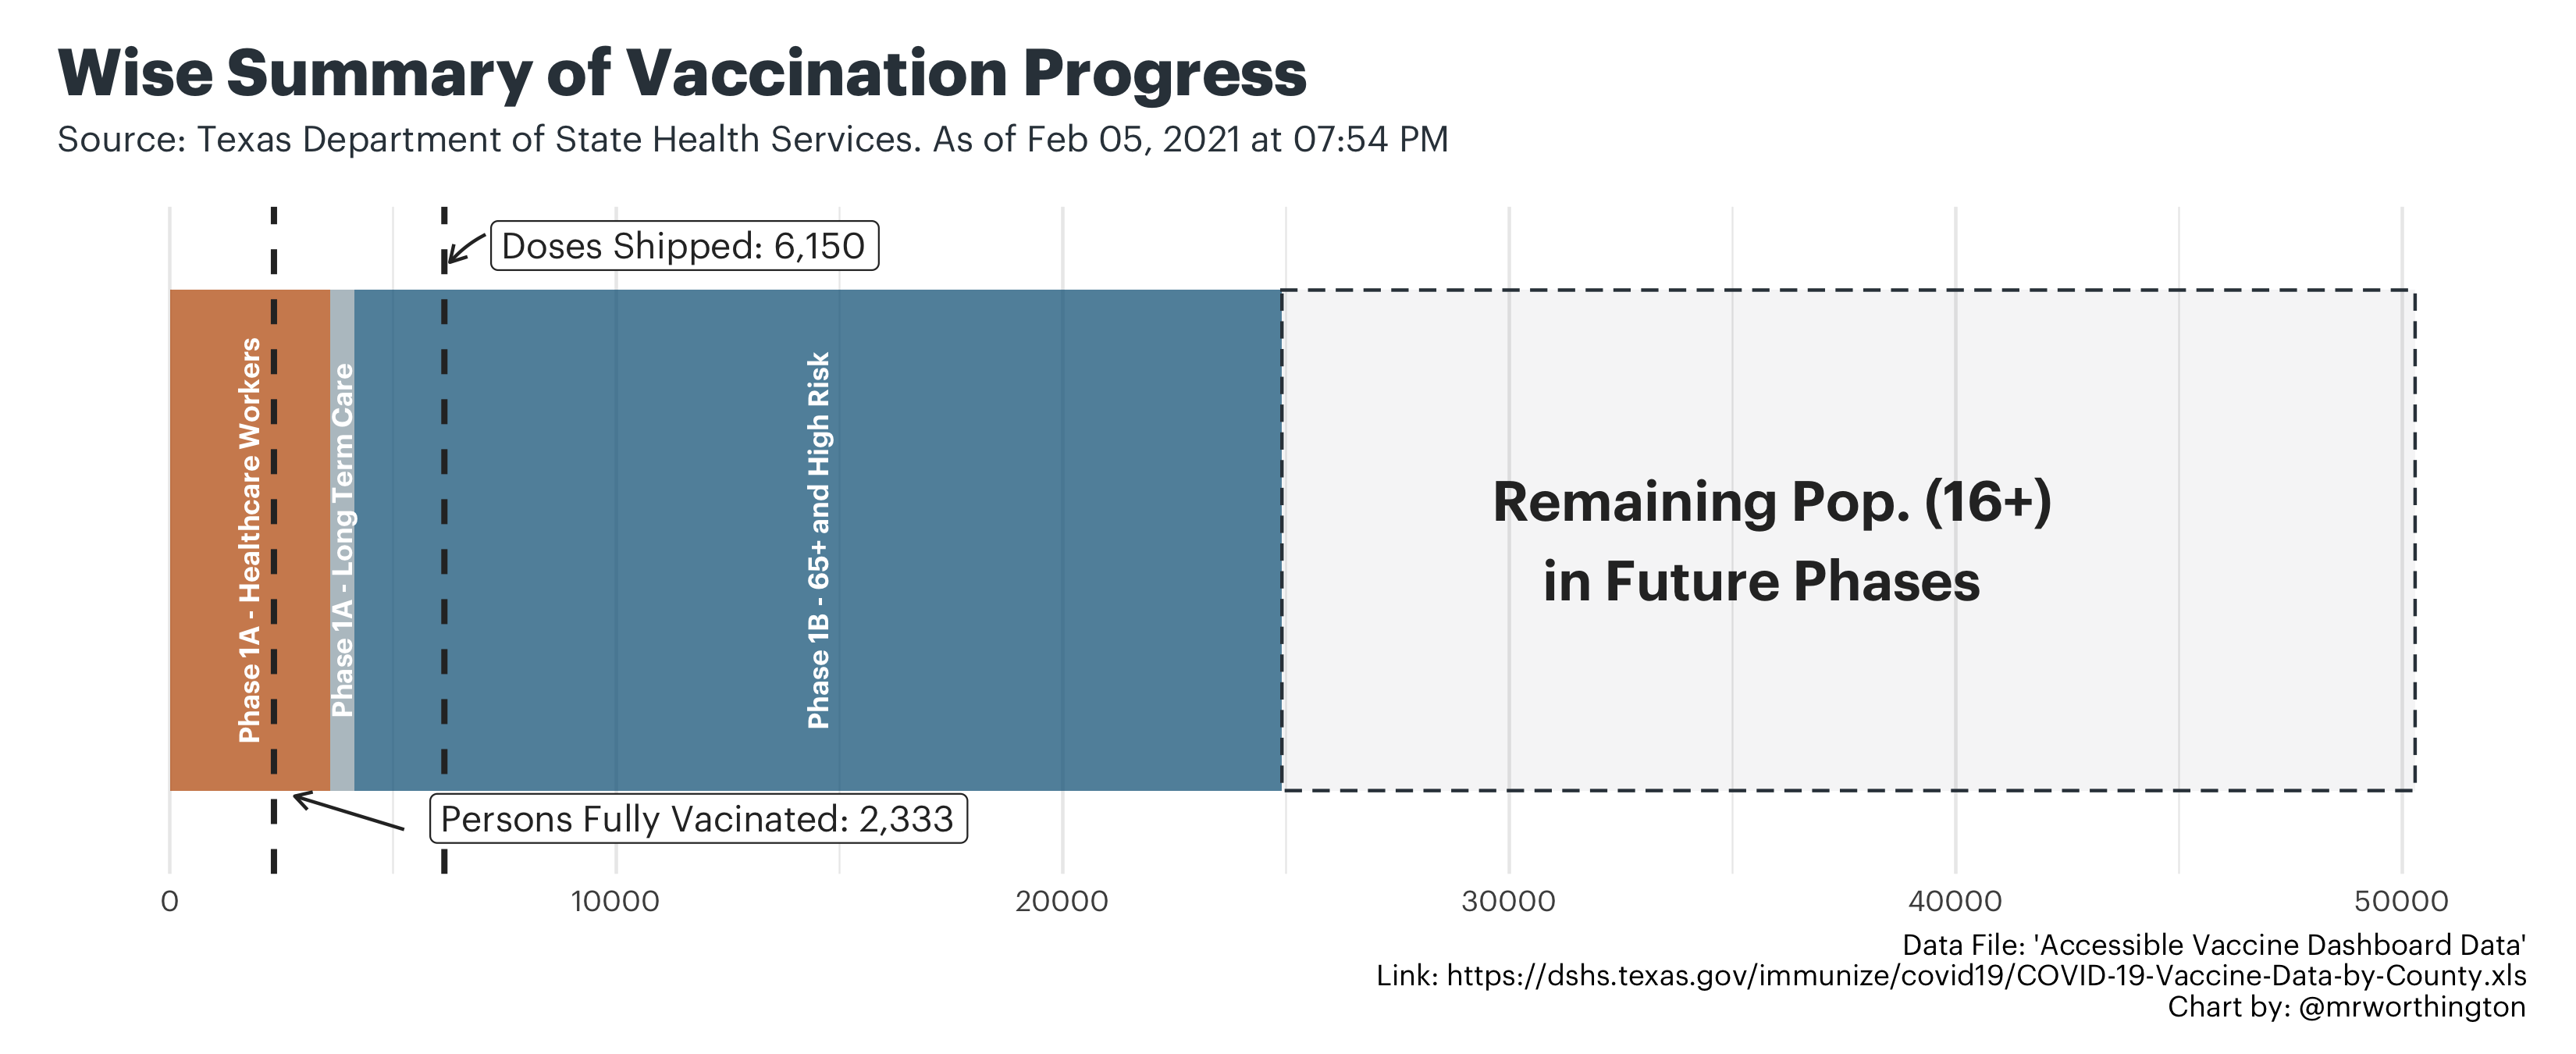 Wise Summary of Vaccination Progress
Source: Texas Department of State Health Services. As of Feb 05, 2021 at 07:54 PM
Doses Shipped: 6,150
Phase 1A - Healthcare Workers
Phase 1A - Long Term Care
Phase 1B - 65+ and High Risk
Remaining Pop. (16+)
in Future Phases
Persons Fully Vacinated: 2,333
0 10000 20000 30000 40000 50000
Data File: 'Accessible Vaccine Dashboard Data'
Link: https://dshs.texas.gov/immunize/covid19/COVID-19-Vaccine-Data-by-County.xls
Chart by: @mrworthington